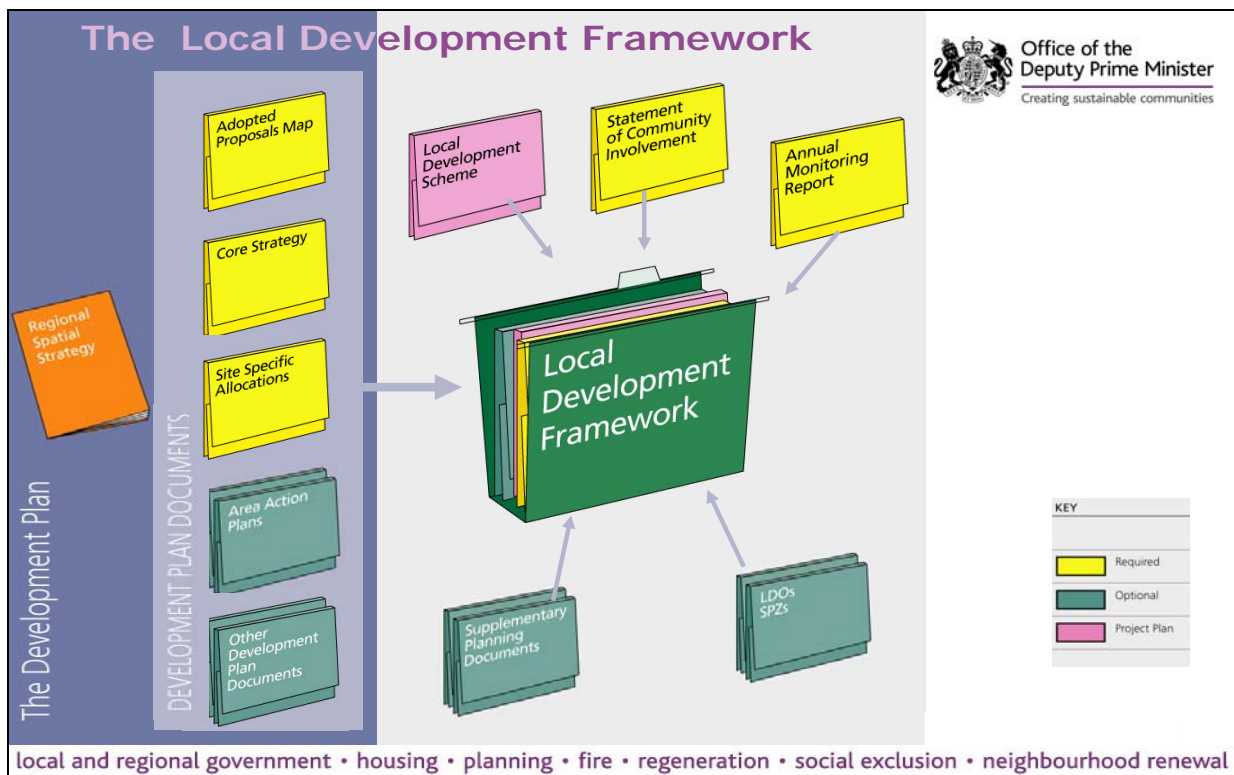 The Local Development Framework
Office of the
Deputy Prime Minister
Creating sustainable communities
Adopted
Proposals Map
Core Strategy
Site Specific
Allocations
Area Action
Plans
Other
Development
Plan
Documents
DEVELOPMENT PLAN DOCUMENTS
Regional
Spatial
Strategy
The Development Plan
Local
Development
Scheme
Statement
of Community
Involvement
Annual
Monitoring
Report
Local
Development
Framework
Supplementary
Planning
Documents
LDOs
SPZs
KEY
Required
Optional
Project Plan
local and regional government • housing • planning • fire • regeneration • social exclusion • neighbourhood renewal